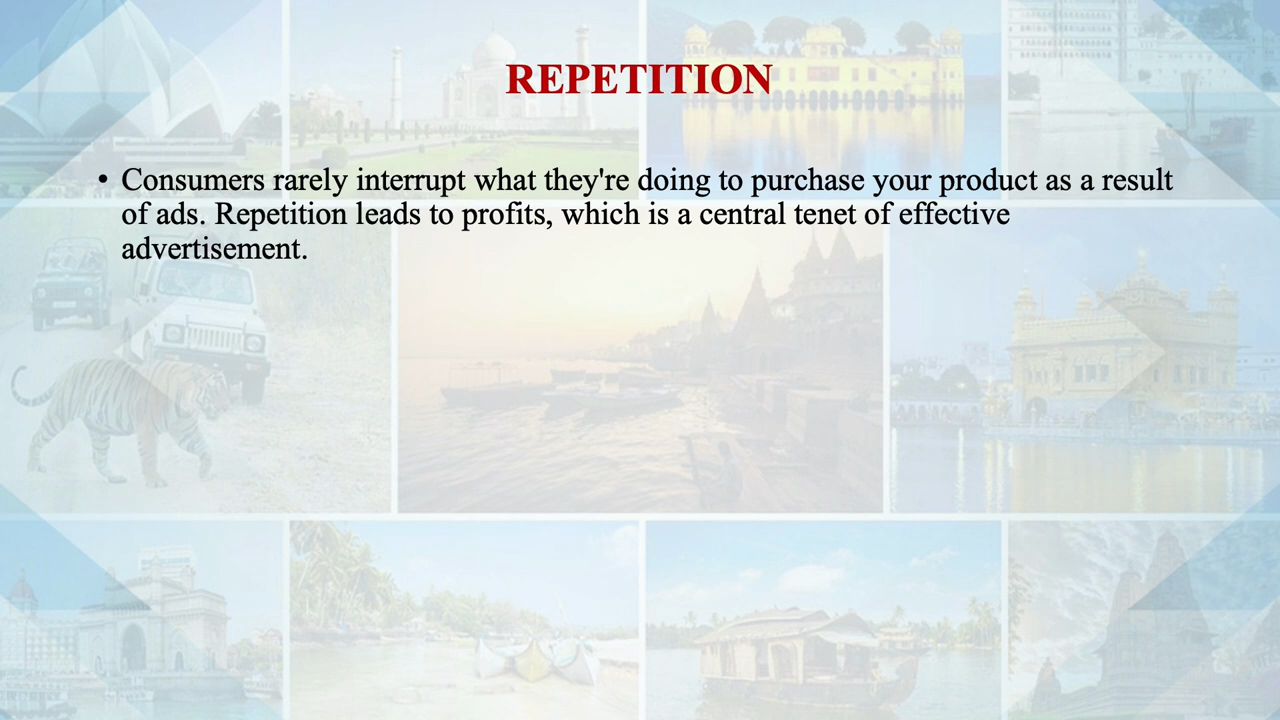 REPETITION
• Consumers rarely interrupt what they're doing to purchase your product as a result
of ads. Repetition leads to profits, which is a central tenet of effective
advertisement.